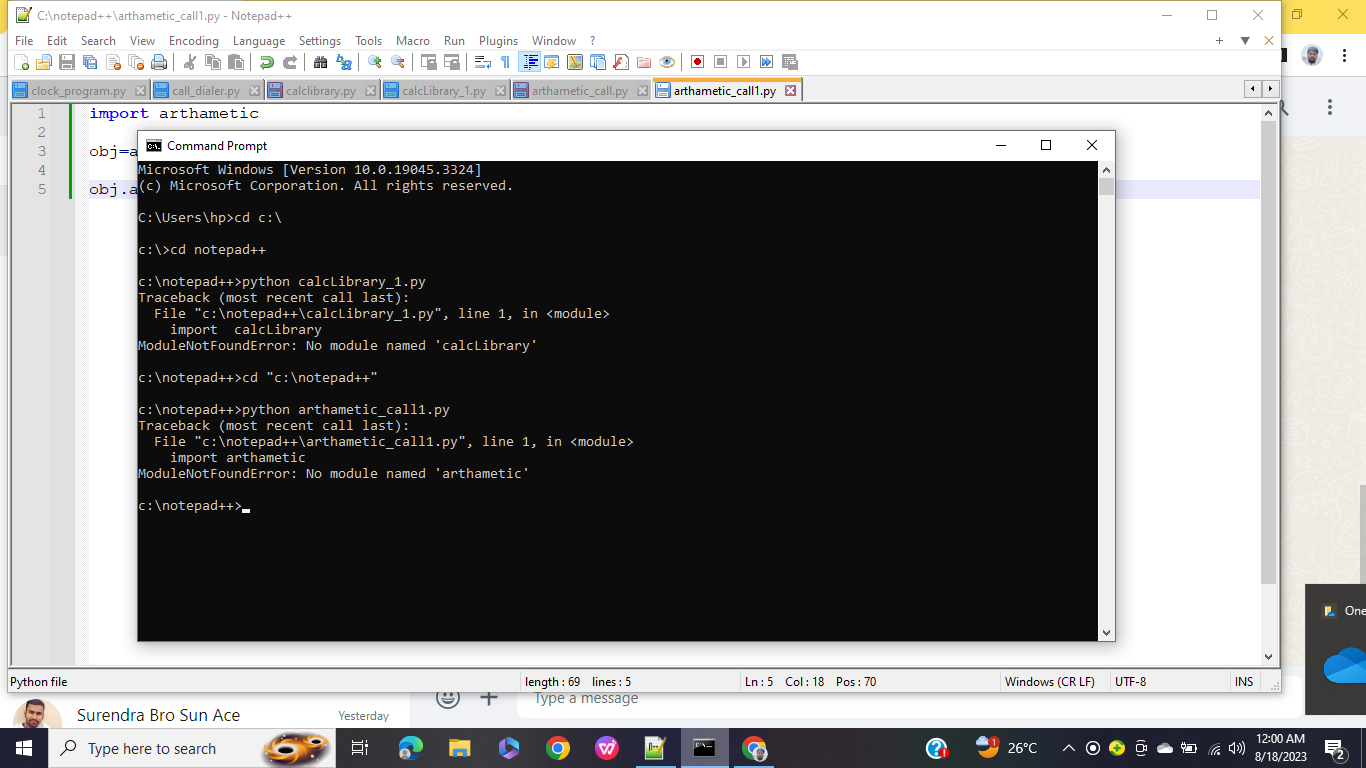 C:\notepad++\arthametic_call1.py - Notepad++
File Edit Search View Encoding Language Settings Tools Macro Run Plugins Window ?
clock_program.py call_dialer.py calclibrary.py calcLibrary_1.py arthametic_call.py arthametic_call1.py
1 import arthametic
2
3 obj=a
4
5 obj.a
Command Prompt
Microsoft Windows [Version 10.0.19045.3324]
(c) Microsoft Corporation. All rights reserved.
C:\Users\hp>cd c:\
c:\>cd notepad++
c:\notepad++>python calcLibrary_1.py
Traceback (most recent call last):
File "c:\notepad++\calcLibrary_1.py", line 1, in <module>
import  calcLibrary
ModuleNotFoundError: No module named 'calcLibrary'
c:\notepad++>cd "c:\notepad++"
c:\notepad++>python arthametic_call1.py
Traceback (most recent call last):
File "c:\notepad++\arthametic_call1.py", line 1, in <module>
import arthametic
ModuleNotFoundError: No module named 'arthametic'
c:\notepad++>
One
Python file length : 69 lines : 5 Ln : 5 Col : 18 Pos : 70 Windows (CR LF) UTF-8 INS
Type a message
Surendra Bro Sun Ace Yesterday
Type here to search 26°C 12:00 AM
8/18/2023